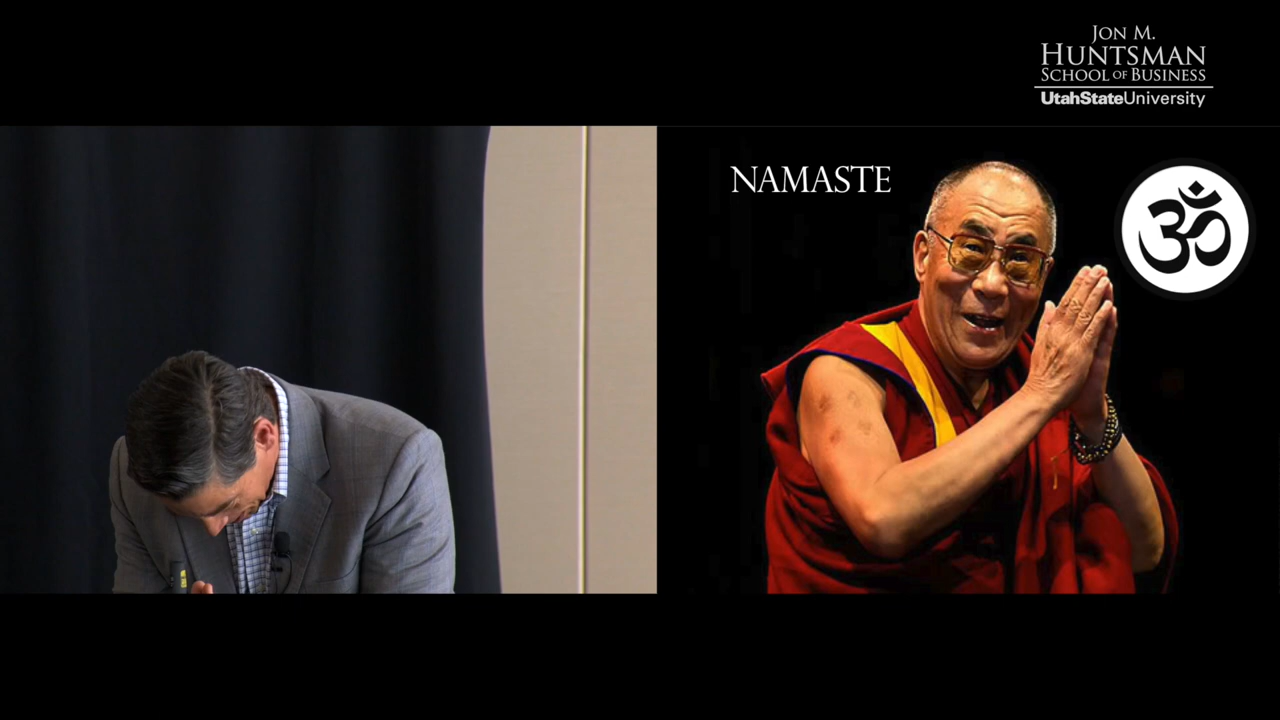 JON M.
HUNTSMAN
SCHOOL OF BUSINESS
UtahStateUniversity
NAMASTE
ॐ